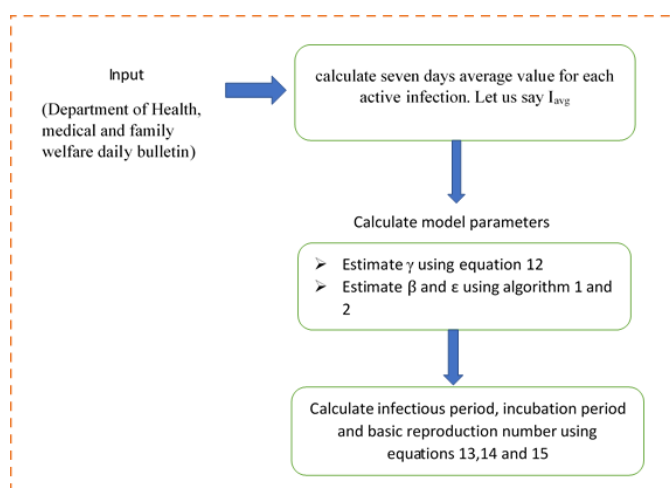 Input
(Department of Health,
medical and family
welfare daily bulletin)
calculate seven days average value for each
active infection. Let us say Iavg
Calculate model parameters
➢ Estimate γ using equation 12
➢ Estimate β and ε using algorithm 1 and
2
Calculate infectious period, incubation period
and basic reproduction number using
equations 13,14 and 15